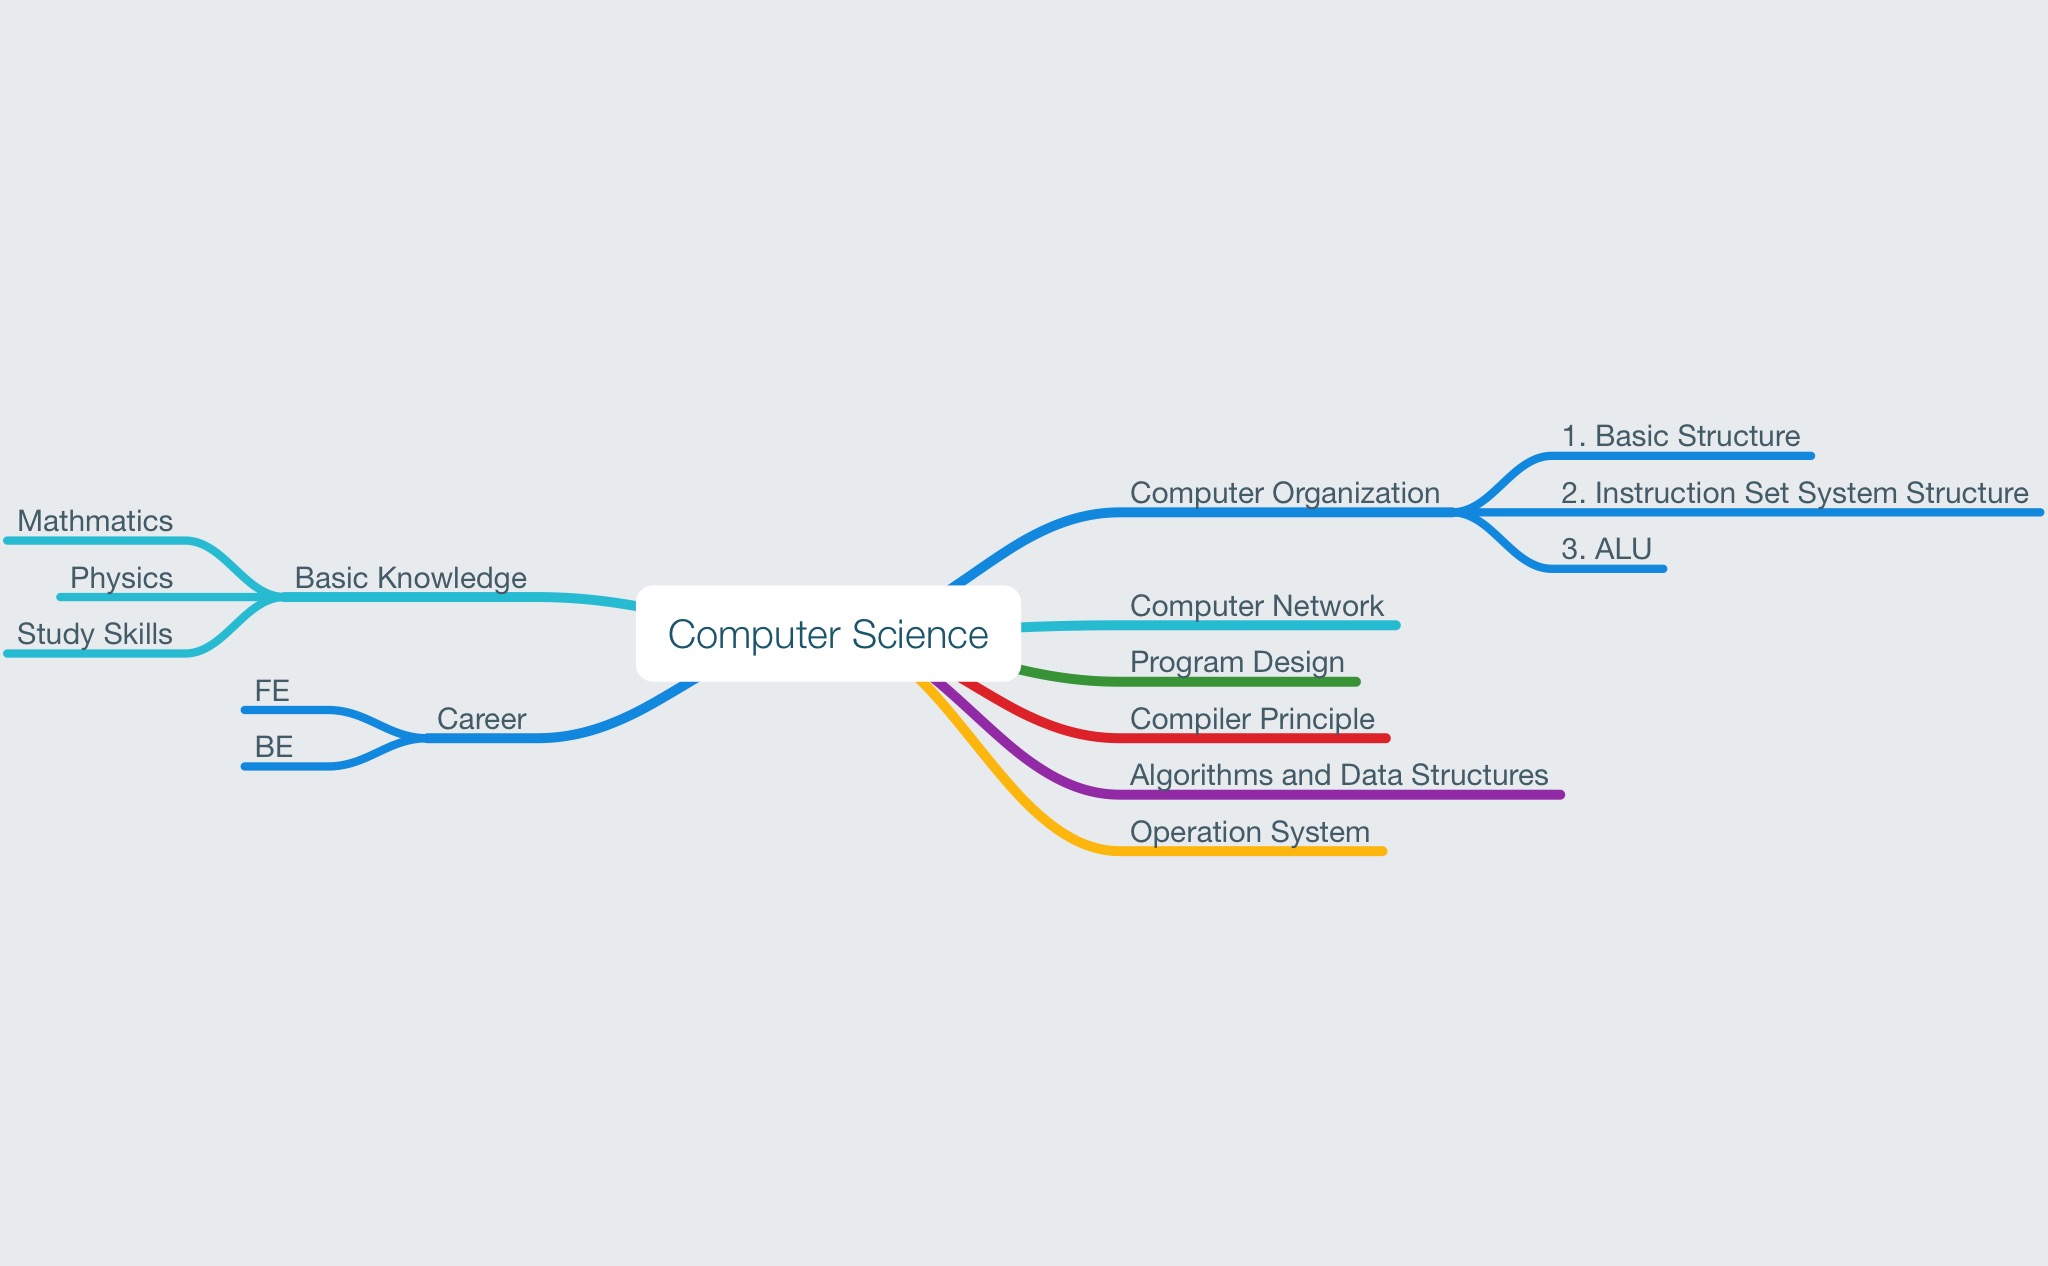 Computer Science
Computer Organization
1. Basic Structure
2. Instruction Set System Structure
3. ALU
Computer Network
Program Design
Compiler Principle
Algorithms and Data Structures
Operation System
Basic Knowledge
Mathmatics
Physics
Study Skills
Career
FE
BE